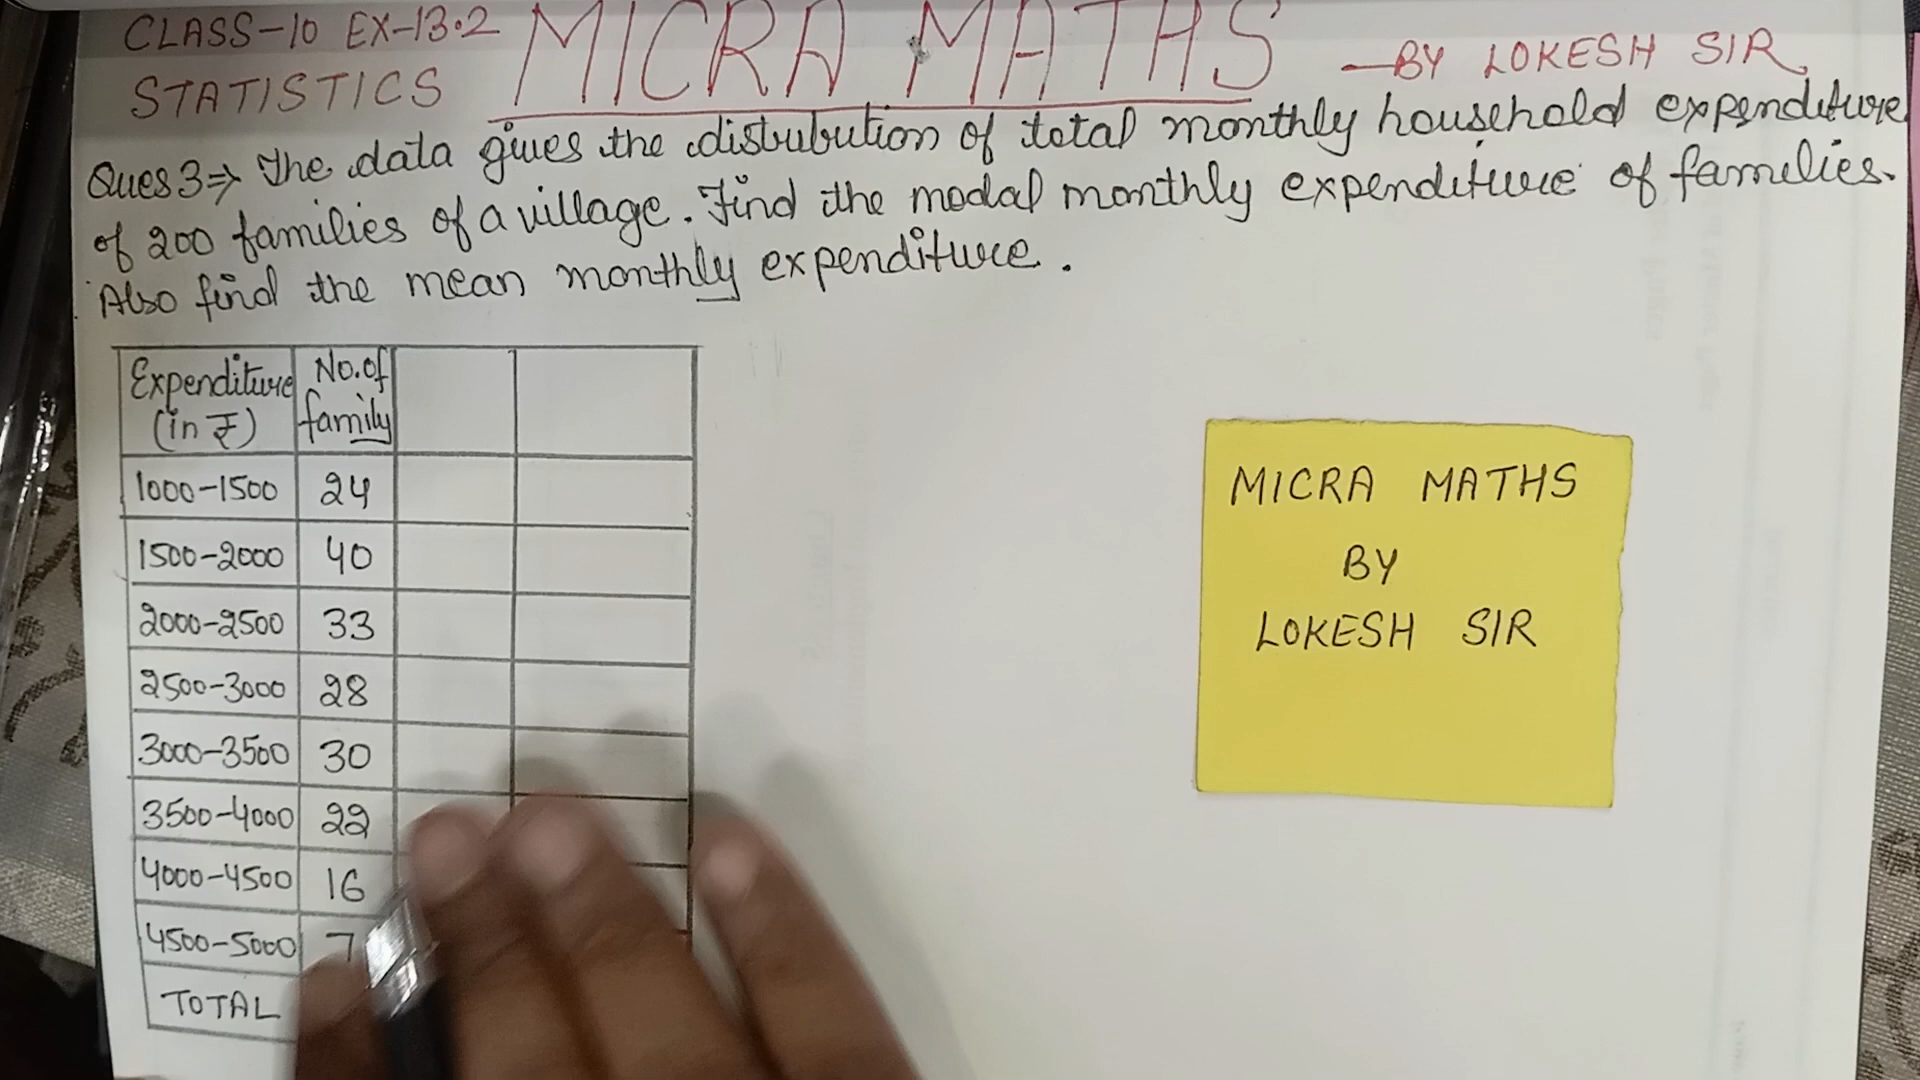 CLASS-10 EX-13.2 MICRA MATHS
STATISTICS —BY LOKESH SIR
Ques 3⇒ The data gives the distribution of total monthly household expenditure
of 200 families of a village. Find the modal monthly expenditure of families.
Also find the mean monthly expenditure.
Expenditure (in ₹) No. of family
1000-1500 24
1500-2000 40
2000-2500 33
2500-3000 28
3000-3500 30
3500-4000 22
4000-4500 16
4500-5000 7
TOTAL
MICRA MATHS
BY
LOKESH SIR